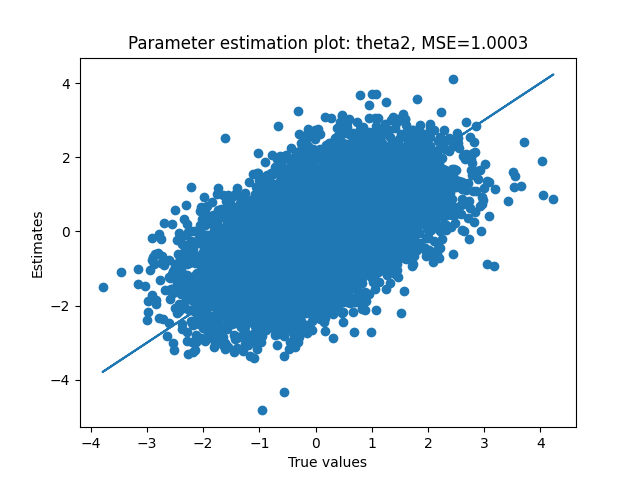 Parameter estimation plot: theta2, MSE=1.0003
4
2
0
−2
−4
Estimates
−4 −3 −2 −1 0 1 2 3 4
True values